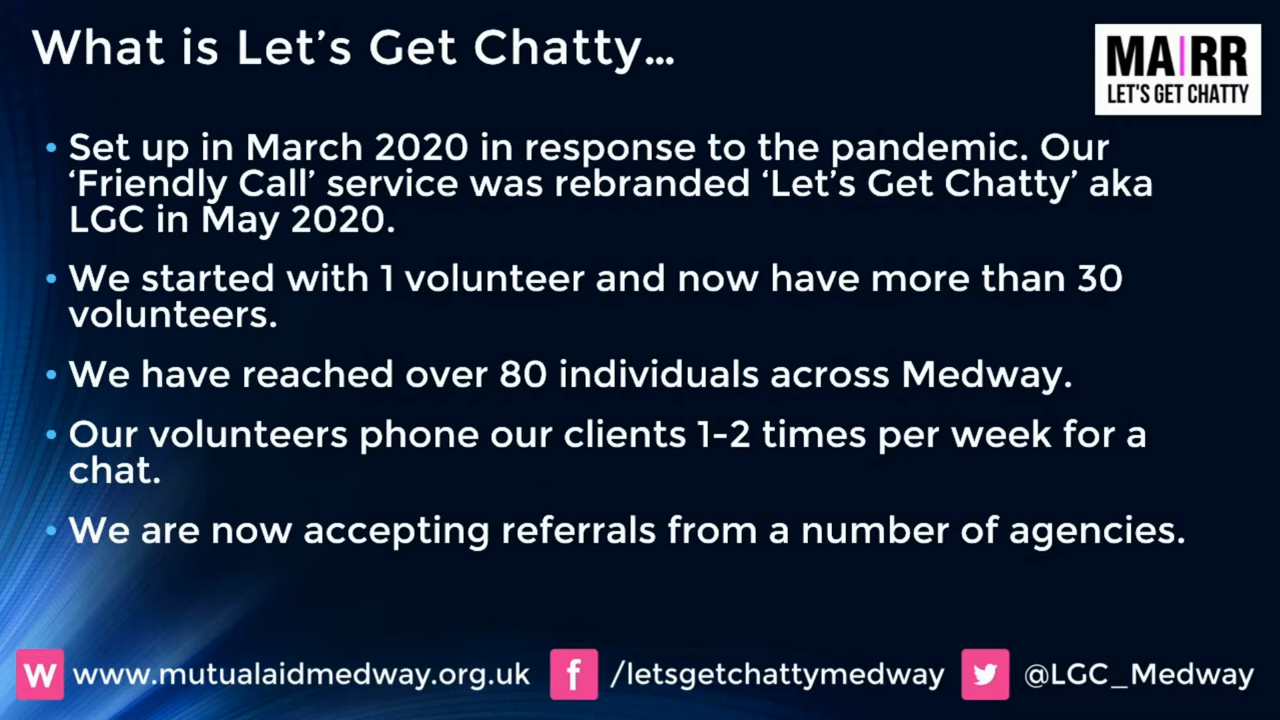 What is Let's Get Chatty...
MA|RR
LET'S GET CHATTY
• Set up in March 2020 in response to the pandemic. Our
'Friendly Call' service was rebranded 'Let's Get Chatty' aka
LGC in May 2020.
• We started with 1 volunteer and now have more than 30
volunteers.
• We have reached over 80 individuals across Medway.
• Our volunteers phone our clients 1-2 times per week for a
chat.
• We are now accepting referrals from a number of agencies.
W www.mutualaidmedway.org.uk f /letsgetchattymedway @LGC_Medway